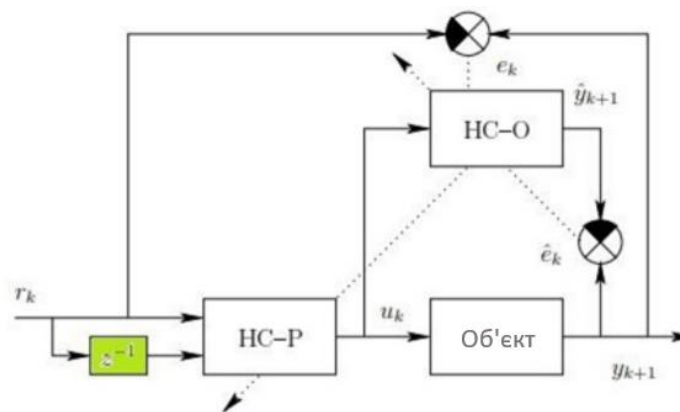 e_k
ŷ_{k+1}
НС–О
ê_k
r_k
НС–Р
u_k
Об'єкт
z^{-1}
y_{k+1}